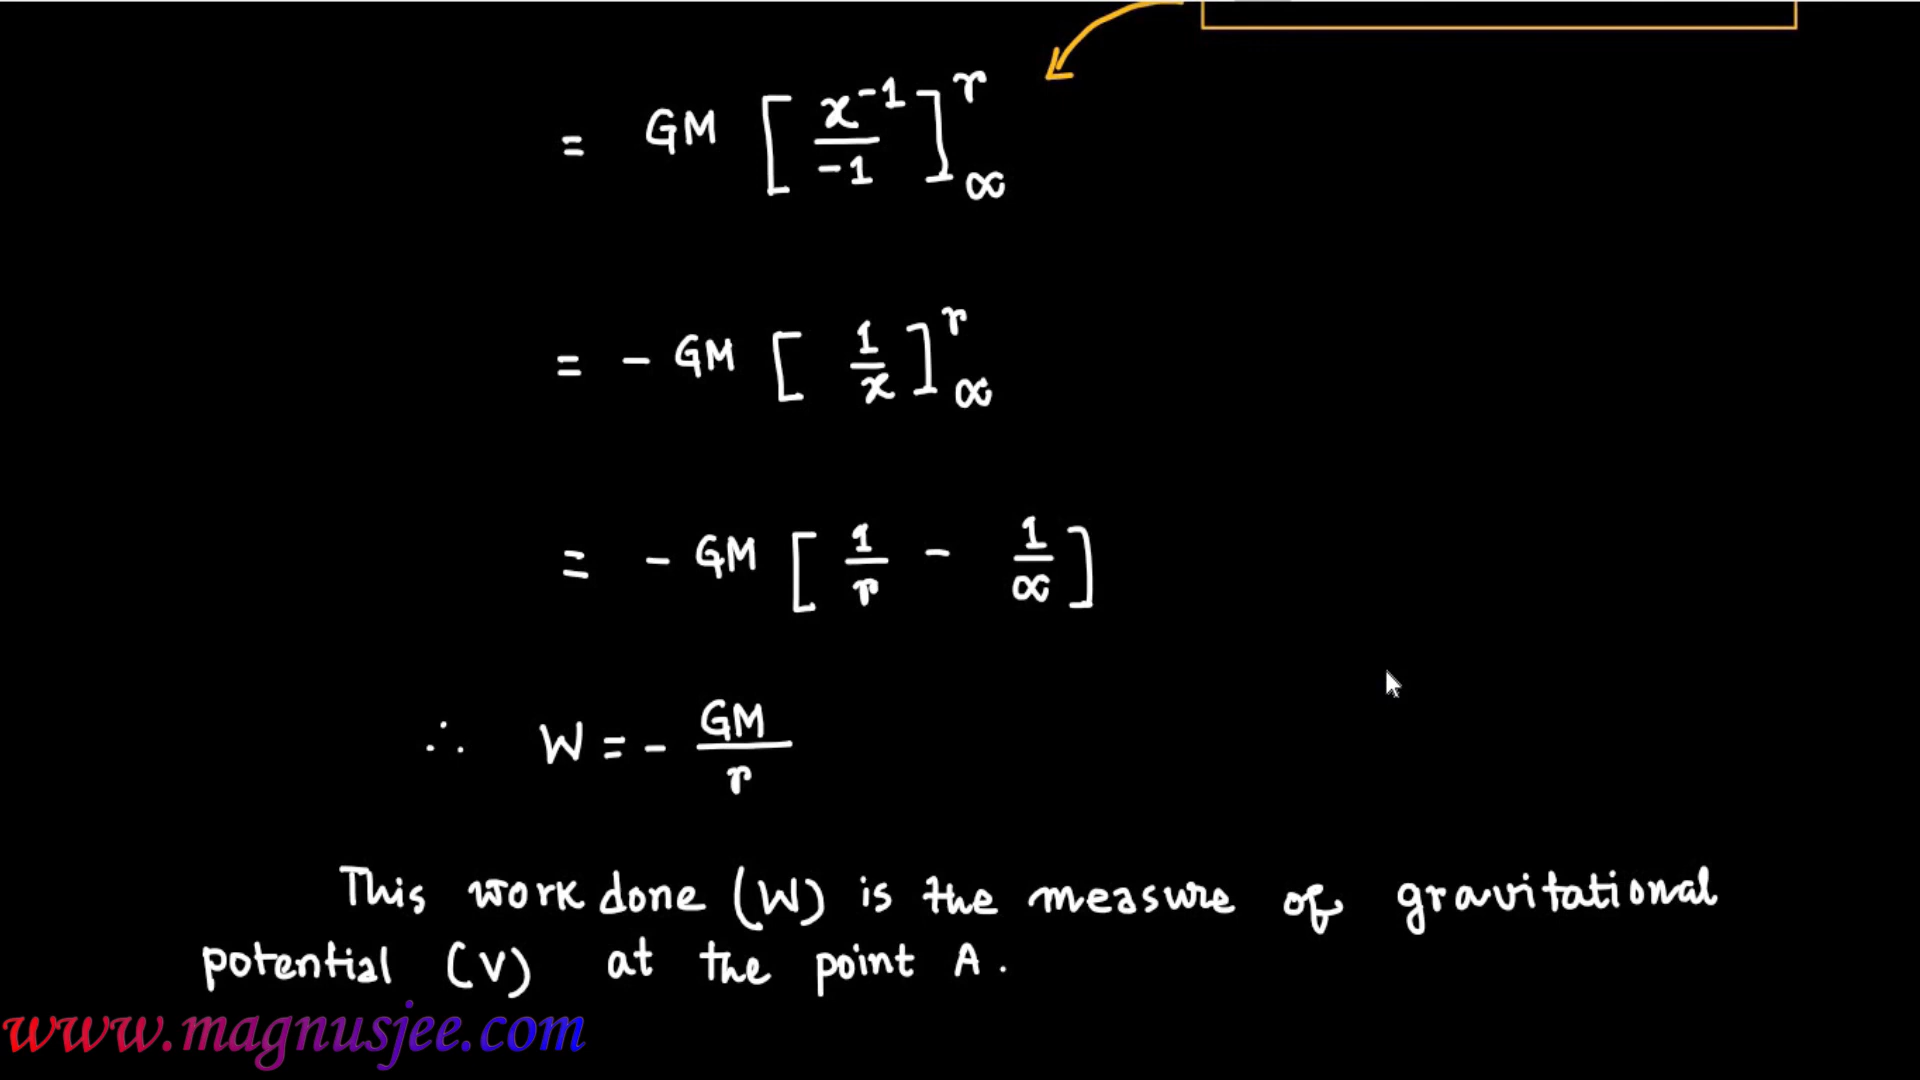 = GM [ x^-1 / -1 ]^r_∞
= - GM [ 1/x ]^r_∞
= - GM [ 1/r - 1/∞ ]
∴ W = - GM/r
This work done (W) is the measure of gravitational
potential (V) at the point A.
www.magnusjee.com